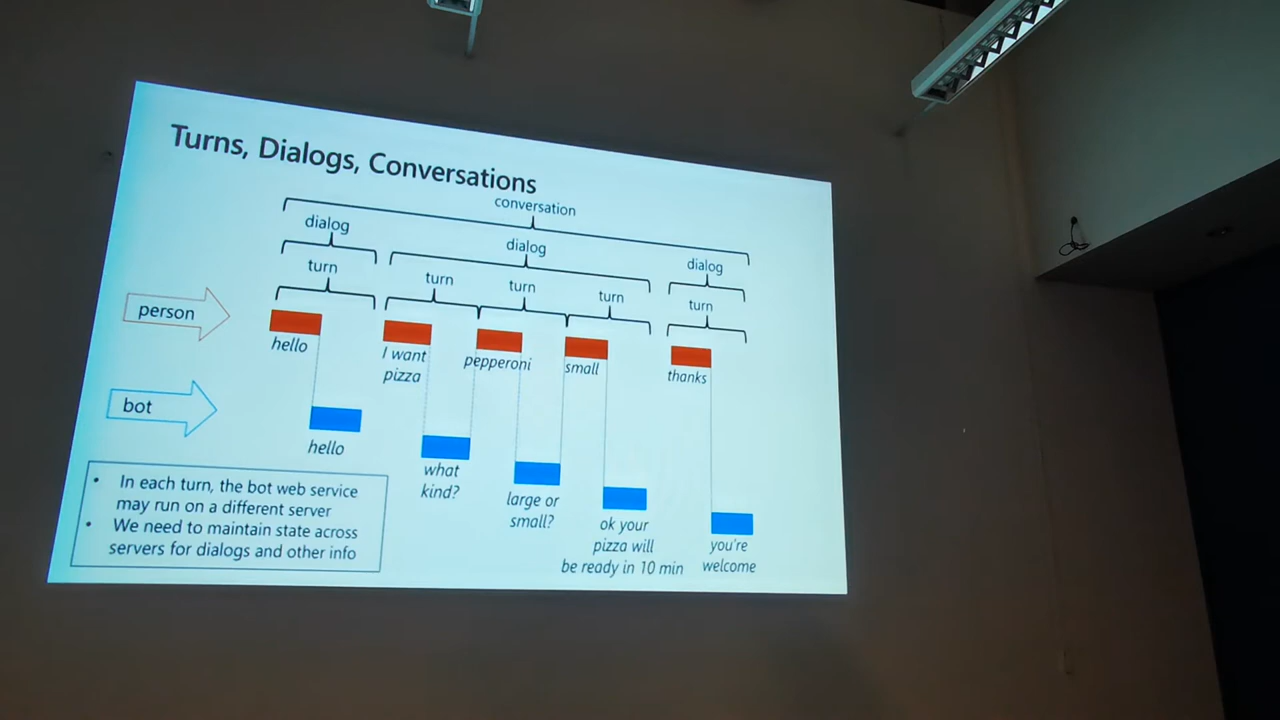 Turns, Dialogs, Conversations
conversation
dialog
dialog
dialog
turn
turn
turn
turn
turn
person
hello
I want
pizza
pepperoni
small
thanks
bot
hello
what
kind?
large or
small?
ok your
pizza will
be ready in 10 min
you're
welcome
• In each turn, the bot web service
may run on a different server
• We need to maintain state across
servers for dialogs and other info